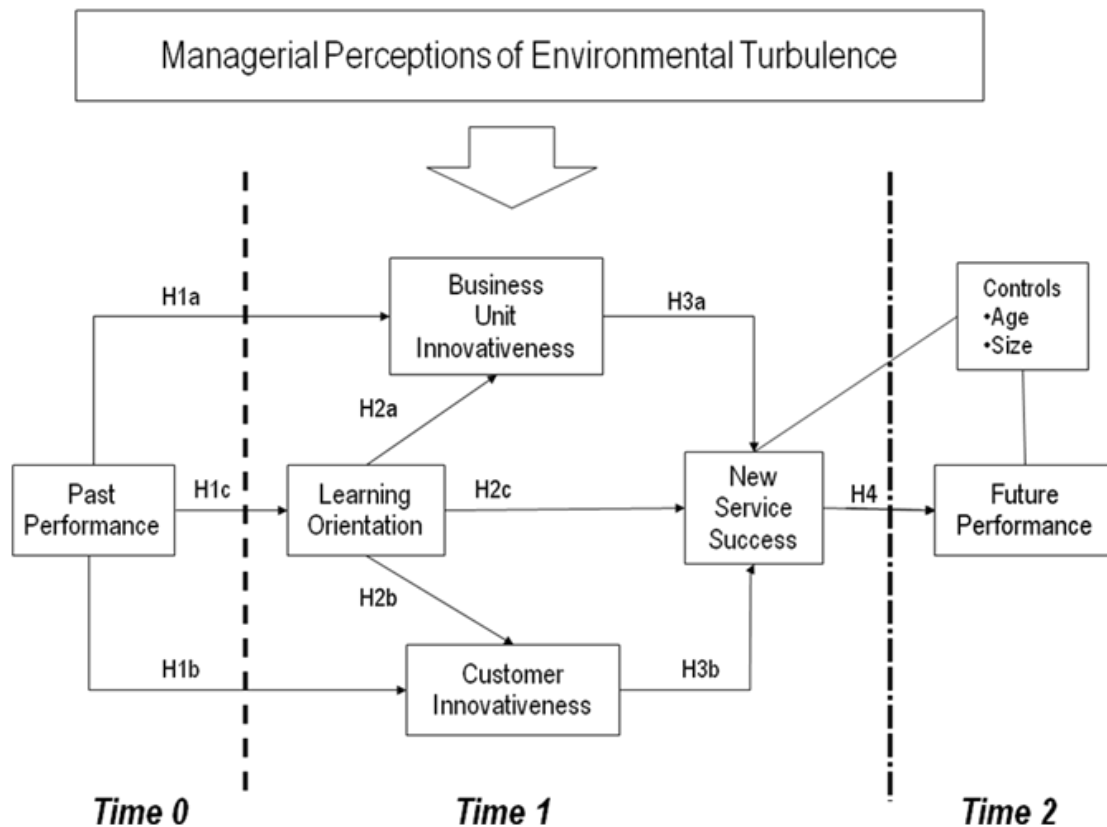 Managerial Perceptions of Environmental Turbulence
Business
Unit
Innovativeness
Controls
•Age
•Size
H1a
H3a
H2a
Past
Performance
H1c
Learning
Orientation
H2c
New
Service
Success
H4
Future
Performance
H2b
H1b
Customer
Innovativeness
H3b
Time 0
Time 1
Time 2